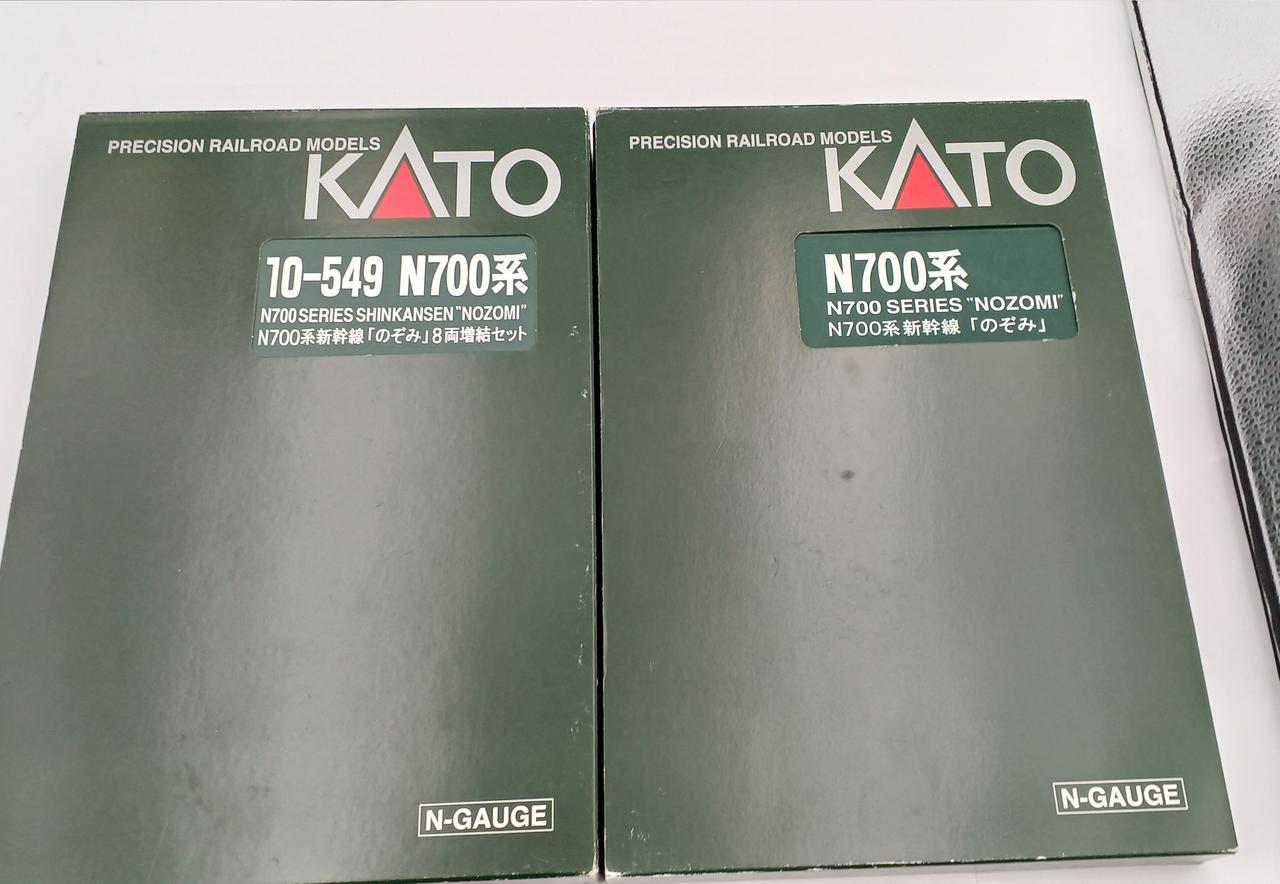 PRECISION RAILROAD MODELS
KATO
10-549 N700系
N700 SERIES SHINKANSEN "NOZOMI"
N700系新幹線「のぞみ」8両増結セット
N-GAUGE
PRECISION RAILROAD MODELS
KATO
N700系
N700 SERIES "NOZOMI"
N700系新幹線「のぞみ」
N-GAUGE